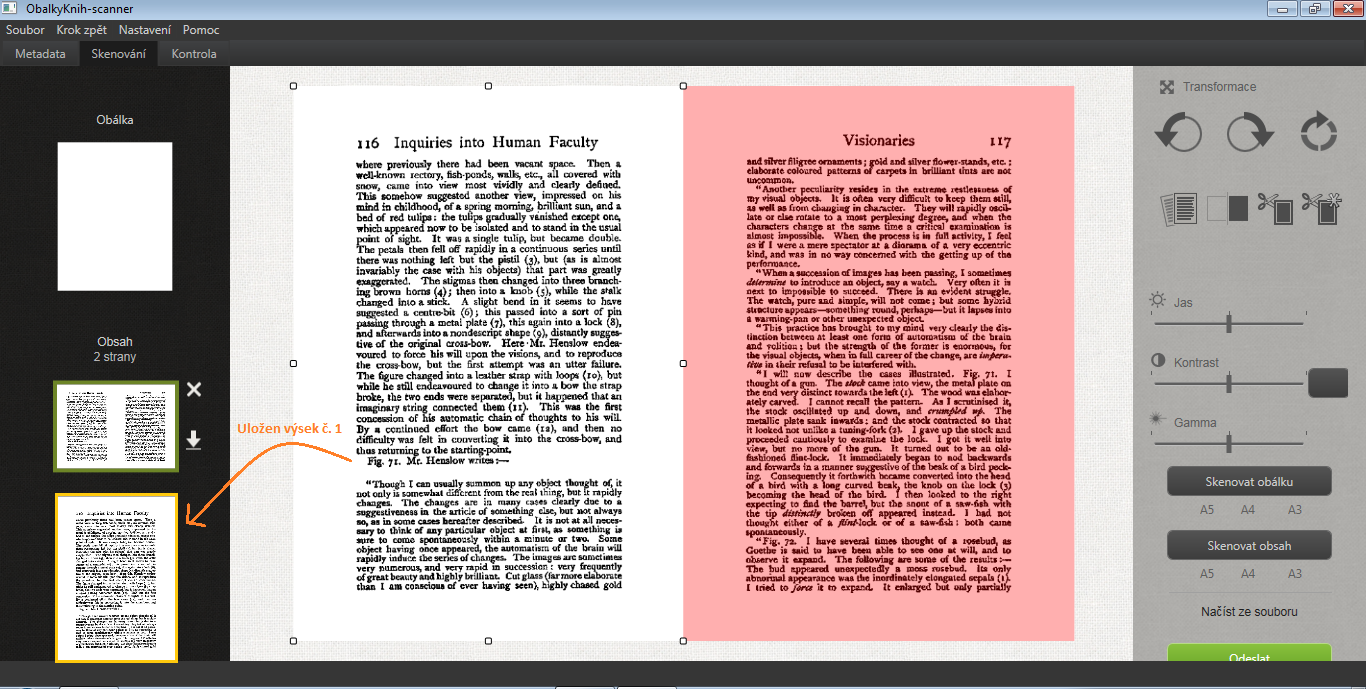 ObalkyKnih-scanner
Soubor Krok zpět Nastavení Pomoc
Metadata Skenování Kontrola
Obálka
Obsah
2 strany
Uložen výsek č. 1
116 Inquiries into Human Faculty
where previously there had been vacant space. Then a
well-known rectory, fish-ponds, walls, etc., all covered with
snow, came into view most vividly and clearly defined.
This somehow suggested another view, impressed on his
mind in childhood, of a spring morning, brilliant sun, and a
bed of red tulips: the tulips gradually vanished except one,
which appeared now to be isolated and to stand in the usual
point of sight. It was a single tulip, but became double.
The petals then fell off rapidly in a continuous series until
there was nothing left but the pistil (3), but (as is almost
invariably the case with his objects) that part was greatly
exaggerated. The stigmas then changed into three branch-
ing brown horns (4); then into a knob (5), while the stalk
changed into a stick. A slight bend in it seems to have
suggested a centre-bit (6); this passed into a sort of pin
passing through a metal plate (7), this again into a lock (8),
and afterwards into a nondescript shape (9), distantly sugges-
tive of the original cross-bow. Here Mr. Henslow endea-
voured to force his will upon the visions, and to reproduce
the cross-bow, but the first attempt was an utter failure.
The figure changed into a leather strap with loops (10), but
while he still endeavoured to change it into a bow the strap
broke, the two ends were separated, but it happened that an
imaginary string connected them (11). This was the first
concession of his automatic chain of thoughts to his will.
By a continued effort the bow came (12), and then no
difficulty was felt in converting it into the cross-bow, and
thus returning to the starting-point.
Fig. 71. Mr. Henslow writes:—
"Though I can usually summon up any object thought of, it
not only is somewhat different from the real thing, but it rapidly
changes. The changes are in many cases clearly due to a
suggestiveness in the article of something else, but not always
so, as in some cases hereafter described. It is not at all neces-
sary to think of any particular object at first, as something is
sure to come spontaneously within a minute or two. Some
object having once appeared, the automatism of the brain will
rapidly induce the series of changes. The images are sometimes
very numerous, and very rapid in succession: very frequently
of great beauty and highly brilliant. Cut glass (far more elaborate
than I am conscious of ever having seen), highly chased gold
Visionaries 117
and silver filigree ornaments; gold and silver flower-stands, etc.;
elaborate coloured patterns of carpets in brilliant tints are not
uncommon.
"Another peculiarity resides in the extreme restlessness of
my visual objects. It is often very difficult to keep them still,
as well as from changing in character. They will rapidly oscil-
late or else rotate to a most perplexing degree, and when the
characters change at the same time a critical examination is
almost impossible. When the process is in full activity, I feel
as if I were a mere spectator at a diorama of a very eccentric
kind, and was in no way concerned with the getting up of the
performance.
"When a succession of images has been passing, I sometimes
determine to introduce an object, say a watch. Very often it is
next to impossible to succeed. There is an evident struggle.
The watch, pure and simple, will not come; but some hybrid
structure appears—something round, perhaps—but it lapses into
a warming-pan or other unexpected object.
"This practice has brought to my mind very clearly the dis-
tinction between at least one form of automatism of the brain
and volition; but the strength of the former is enormous, for
the visual objects, when in full career of the change, are impera-
tive in their refusal to be interfered with.
"I will now describe the cases illustrated. Fig. 71. I
thought of a gun. The stock came into view, the metal plate on
the end very distinct towards the left (1). The wood was elabor-
ately carved. I cannot recall the pattern. As I scrutinised it,
the stock oscillated up and down, and crumpled up. The
metallic plate sank inwards: and the stock contracted so that
it looked not unlike a tuning-fork (2). I gave up the stock and
proceeded cautiously to examine the lock. I got it well into
view, but no more of the gun. It turned out to be an old-
fashioned flint-lock. It immediately began to nod backwards
and forwards in a manner suggestive of the beak of a bird peck-
ing. Consequently it forthwith became converted into the head
of a bird with a long curved beak, the knob on the lock (3)
becoming the head of the bird. I then looked to the right
expecting to find the barrel, but the snout of a saw-fish with
the tip distinctly broken off appeared instead. I had not
thought either of a flint-lock or of a saw-fish: both came
spontaneously.
"Fig. 72. I have several times thought of a rosebud, as
Goethe is said to have been able to see one at will, and to
observe it expand. The following are some of the results:—
The bud appeared unexpectedly a moss rosebud. Its only
abnormal appearance was the inordinately elongated sepals (1).
I tried to force it to expand. It enlarged but only partially
Transformace
Jas
Kontrast
Gamma
Skenovat obálku
A5 A4 A3
Skenovat obsah
A5 A4 A3
Načíst ze souboru
Odeslat